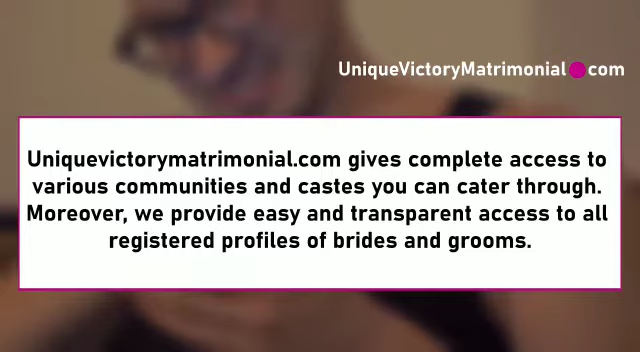 UniqueVictoryMatrimonial.com
Uniquevictorymatrimonial.com gives complete access to
various communities and castes you can cater through.
Moreover, we provide easy and transparent access to all
registered profiles of brides and grooms.